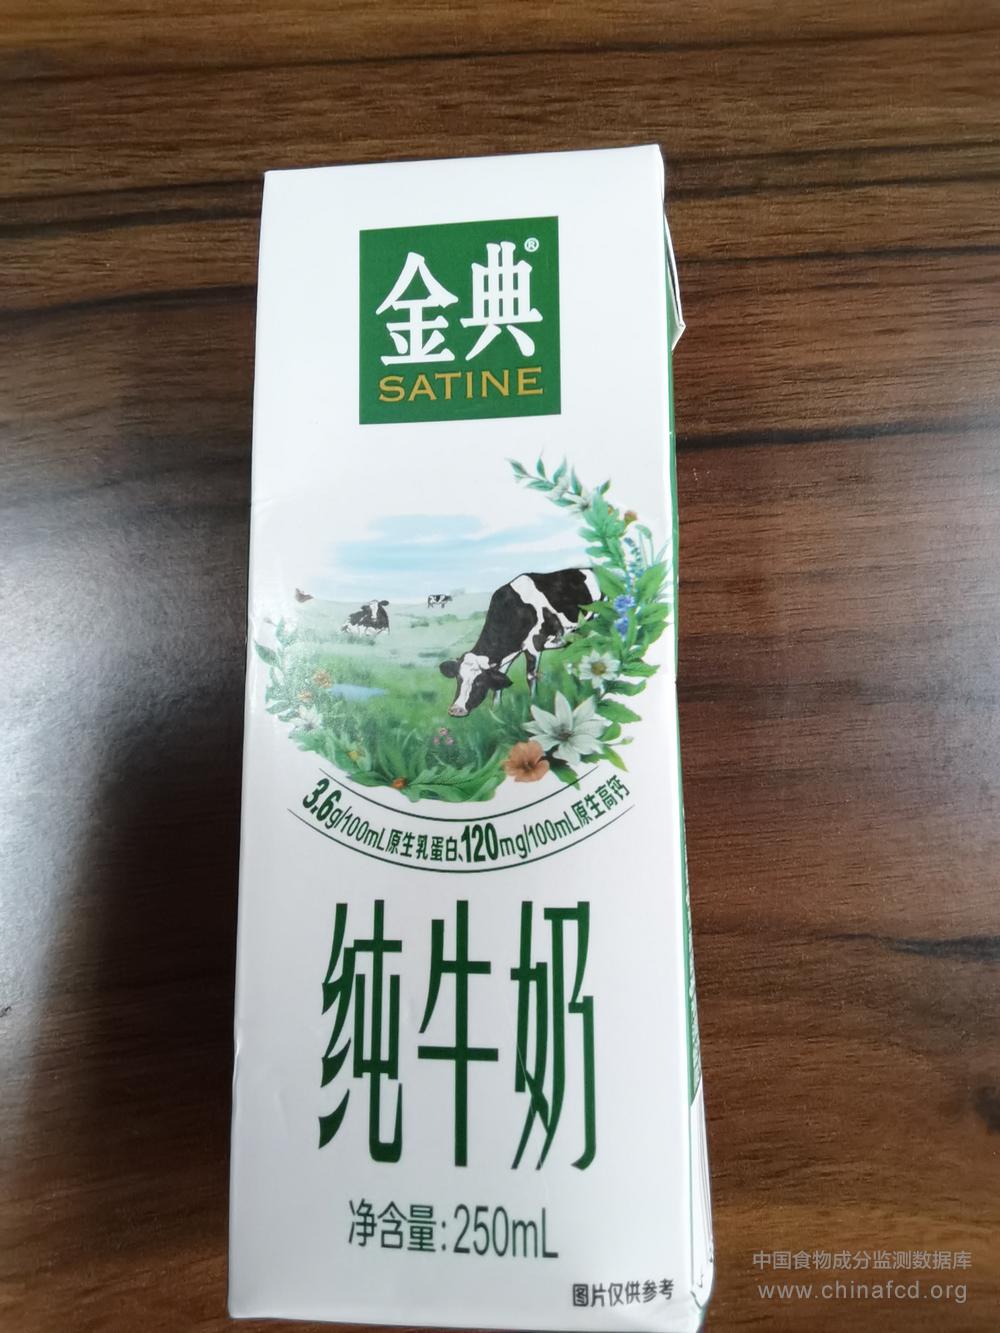 金典®
SATINE
3.6g/100mL原生乳蛋白、120mg/100mL原生高钙
纯牛奶
净含量:250mL
图片仅供参考
中国食物成分监测数据库
www.chinafcd.org